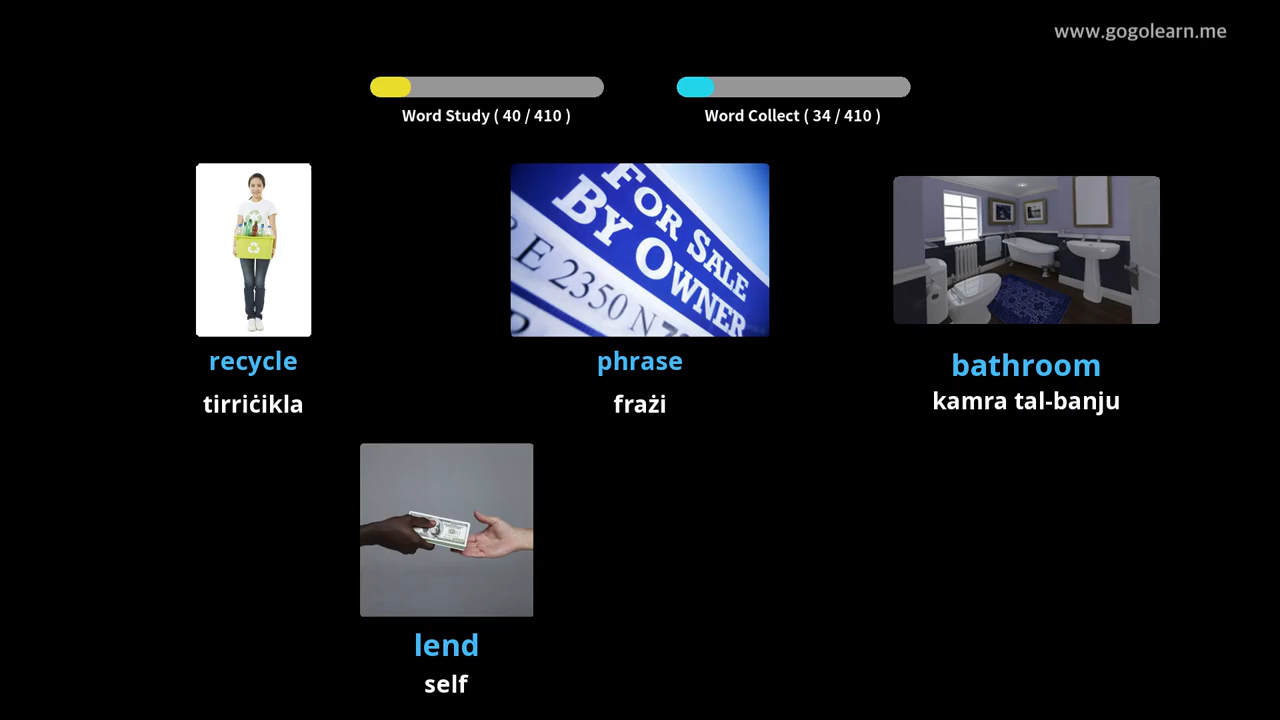 www.gogolearn.me
Word Study ( 40 / 410 )
Word Collect ( 34 / 410 )
FOR SALE
BY OWNER
E 2350 N
recycle
phrase
bathroom
tirriċikla
frażi
kamra tal-banju
lend
self